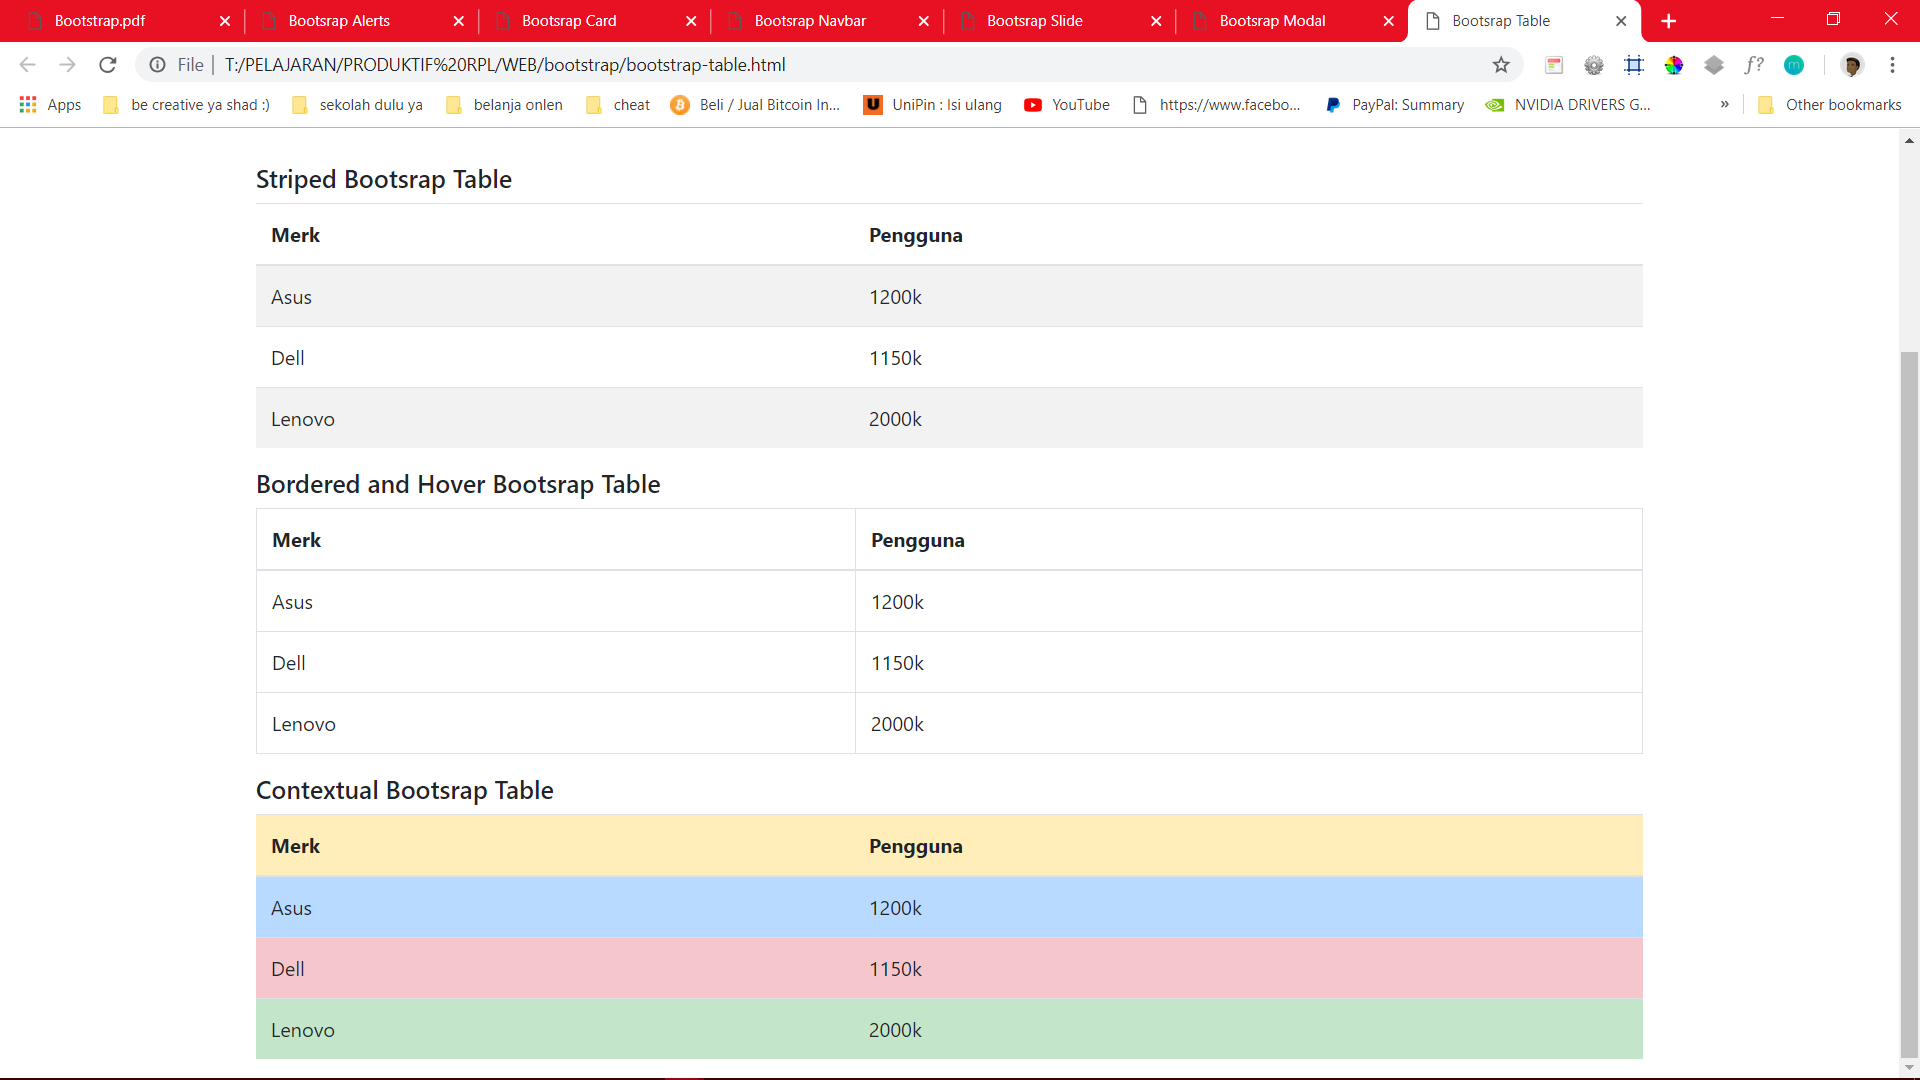 Bootstrap.pdf Bootsrap Alerts Bootsrap Card Bootsrap Navbar Bootsrap Slide Bootsrap Modal Bootsrap Table
File | T:/PELAJARAN/PRODUKTIF%20RPL/WEB/bootstrap/bootstrap-table.html f? m
Apps be creative ya shad :) sekolah dulu ya belanja onlen cheat Beli / Jual Bitcoin In... UniPin : Isi ulang YouTube https://www.facebo... PayPal: Summary NVIDIA DRIVERS G... » Other bookmarks
Striped Bootsrap Table
Merk Pengguna
Asus 1200k
Dell 1150k
Lenovo 2000k
Bordered and Hover Bootsrap Table
Merk Pengguna
Asus 1200k
Dell 1150k
Lenovo 2000k
Contextual Bootsrap Table
Merk Pengguna
Asus 1200k
Dell 1150k
Lenovo 2000k